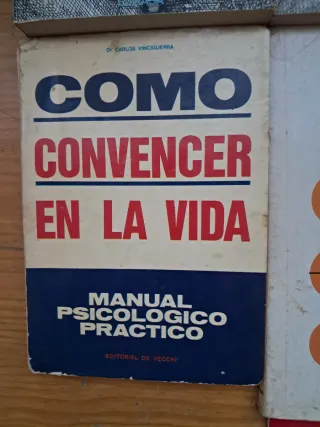 Dr CARLOS VINCIGUERRA
COMO
CONVENCER
EN LA VIDA
MANUAL
PSICOLOGICO
PRACTICO
EDITORIAL DE VECCHI